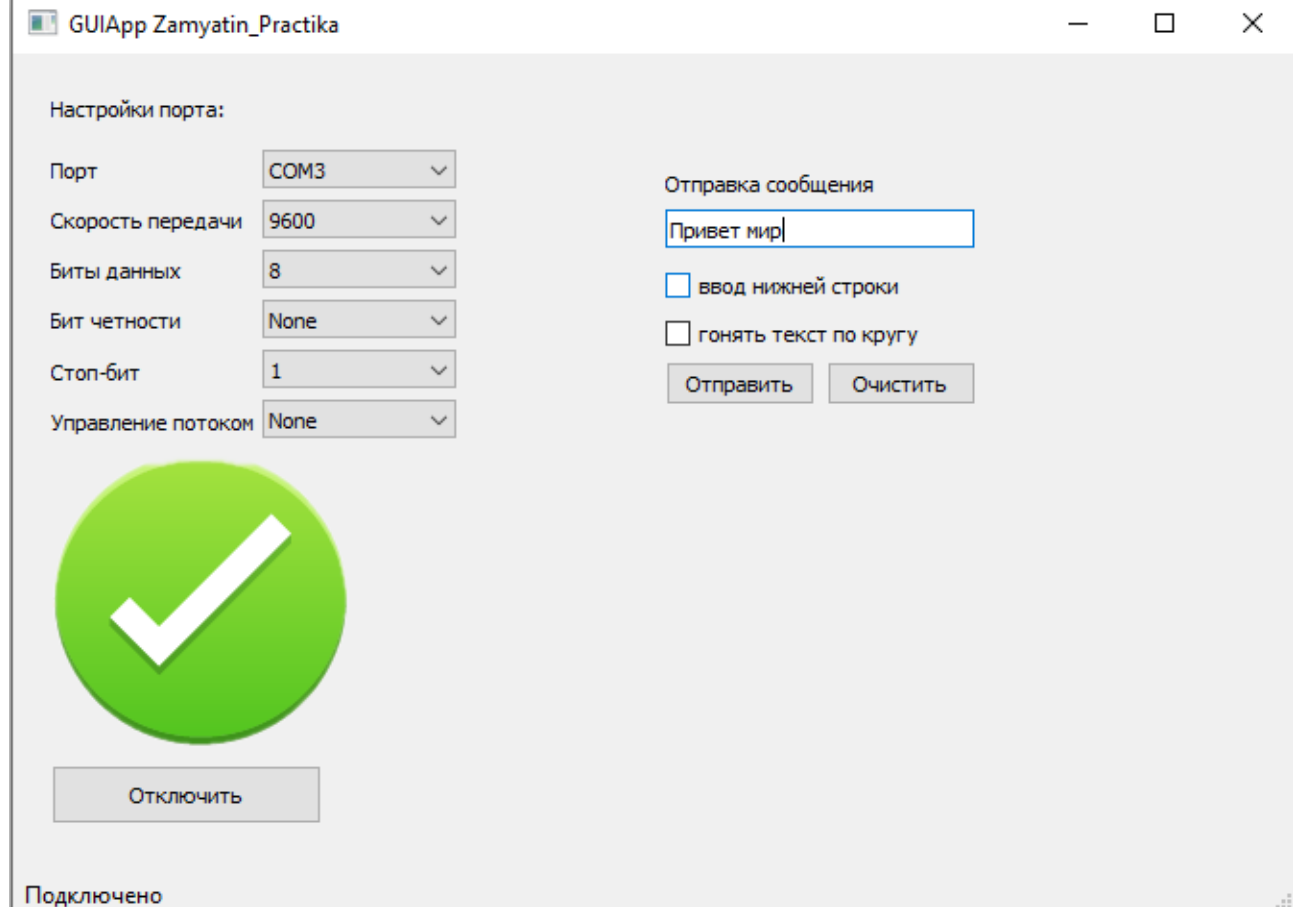 GUIApp Zamyatin_Practika
Настройки порта:
Порт COM3
Скорость передачи 9600
Биты данных 8
Бит четности None
Стоп-бит 1
Управление потоком None
Отключить
Отправка сообщения
Привет мир
ввод нижней строки
гонять текст по кругу
Отправить Очистить
Подключено